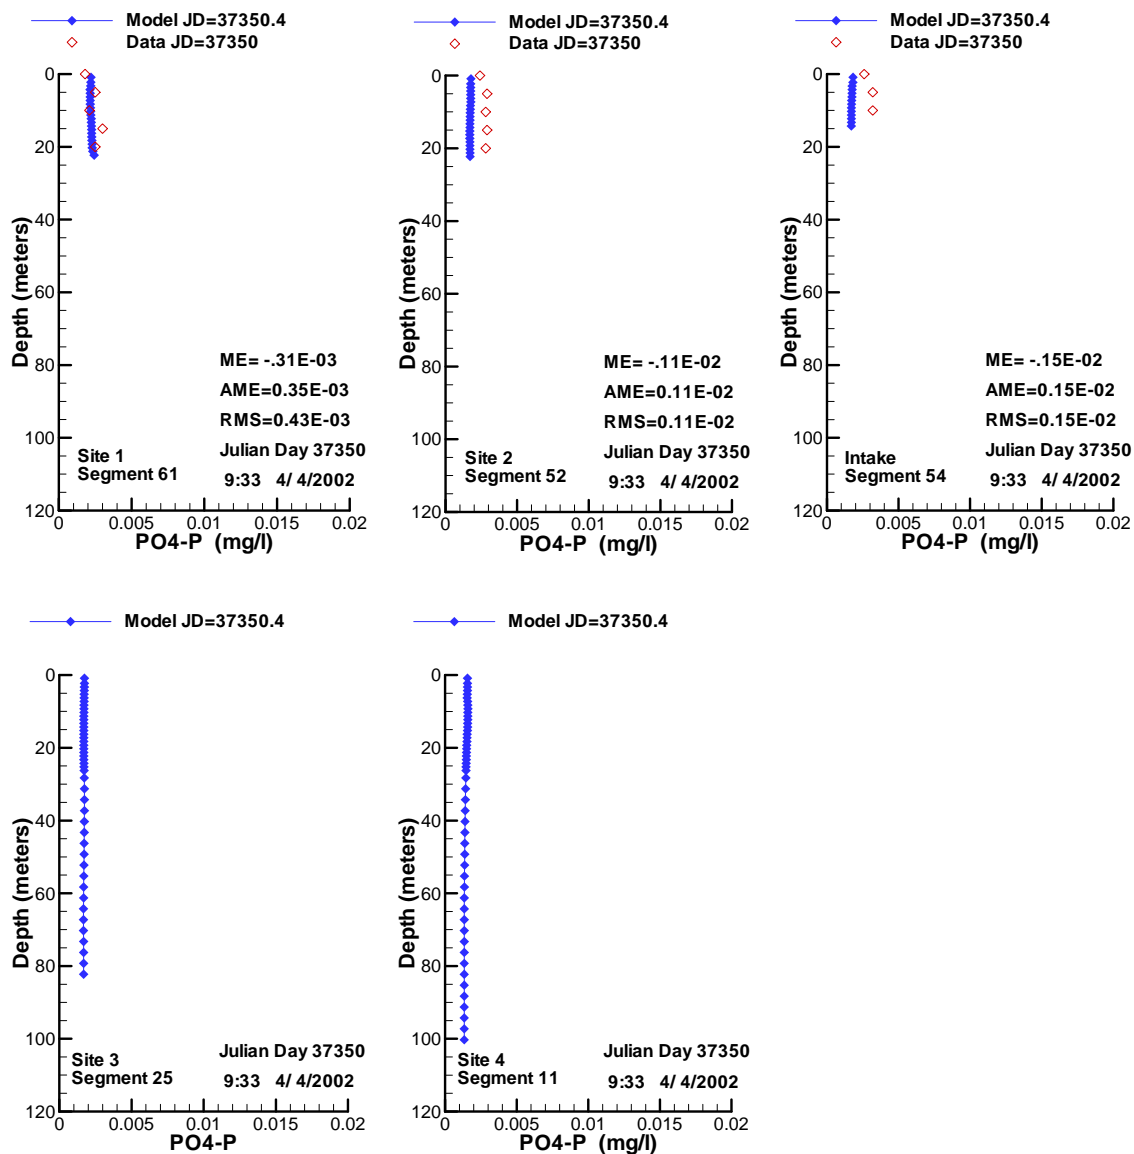 Model JD=37350.4
Data JD=37350
0
20
40
60
80
100
120
Depth (meters)
ME= -.31E-03
AME=0.35E-03
RMS=0.43E-03
Julian Day 37350
9:33 4/ 4/2002
Site 1
Segment 61
0 0.005 0.01 0.015 0.02
PO4-P (mg/l)
Model JD=37350.4
Data JD=37350
0
20
40
60
80
100
120
Depth (meters)
ME= -.11E-02
AME=0.11E-02
RMS=0.11E-02
Julian Day 37350
9:33 4/ 4/2002
Site 2
Segment 52
0 0.005 0.01 0.015 0.02
PO4-P (mg/l)
Model JD=37350.4
Data JD=37350
0
20
40
60
80
100
120
Depth (meters)
ME= -.15E-02
AME=0.15E-02
RMS=0.15E-02
Julian Day 37350
9:33 4/ 4/2002
Intake
Segment 54
0 0.005 0.01 0.015 0.02
PO4-P (mg/l)
Model JD=37350.4
0
20
40
60
80
100
120
Depth (meters)
Julian Day 37350
9:33 4/ 4/2002
Site 3
Segment 25
0 0.005 0.01 0.015 0.02
PO4-P
Model JD=37350.4
0
20
40
60
80
100
120
Depth (meters)
Julian Day 37350
9:33 4/ 4/2002
Site 4
Segment 11
0 0.005 0.01 0.015 0.02
PO4-P (mg/l)